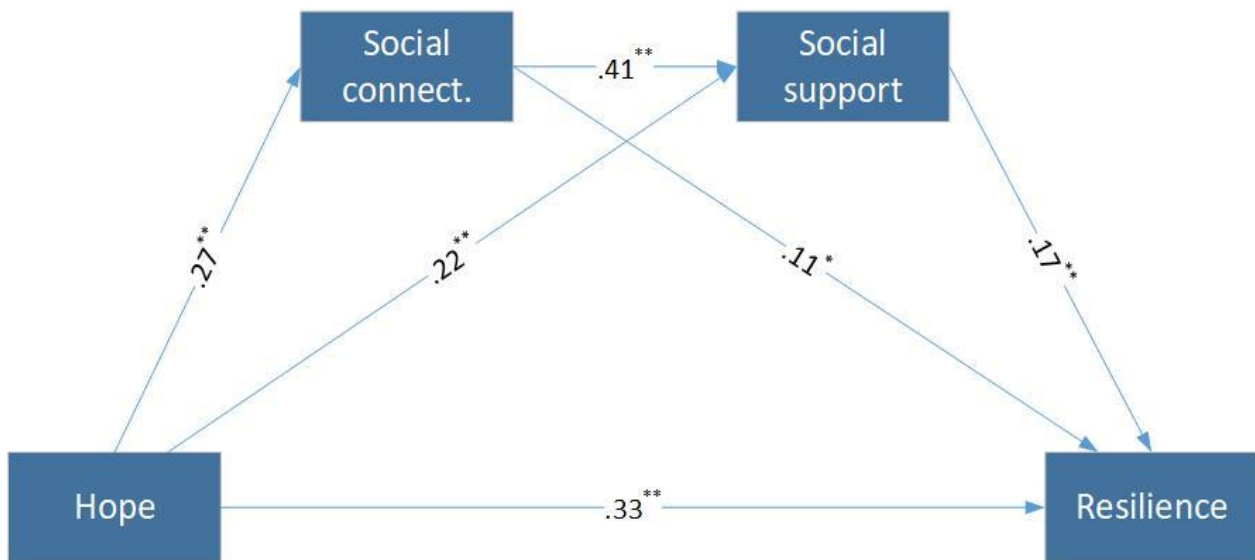 Social
connect.
.41**
Social
support
.27**
.22**
.11*
.17**
Hope
.33**
Resilience